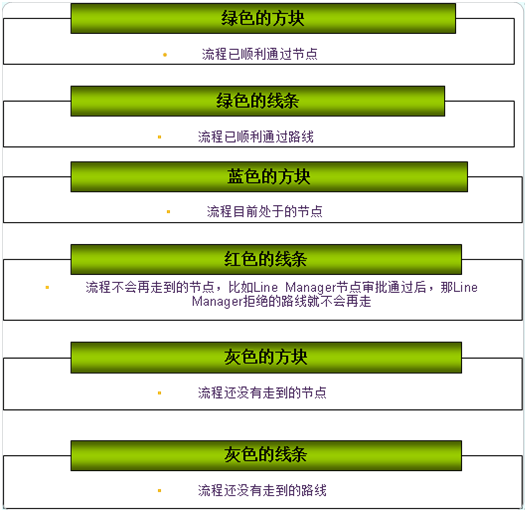 绿色的方块
流程已顺利通过节点
绿色的线条
流程已顺利通过路线
蓝色的方块
流程目前处于的节点
红色的线条
流程不会再走到的节点，比如Line Manager节点审批通过后，那Line
Manager拒绝的路线就不会再走
灰色的方块
流程还没有走到的节点
灰色的线条
流程还没有走到的路线